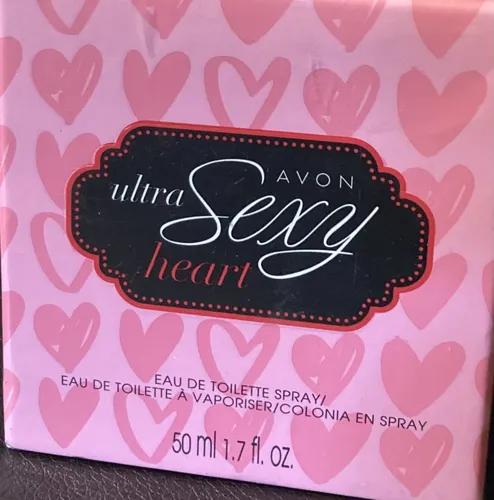 AVON
ultra Sexy
heart
EAU DE TOILETTE SPRAY/
EAU DE TOILETTE À VAPORISER/COLONIA EN SPRAY
50 ml 1.7 fl. oz.